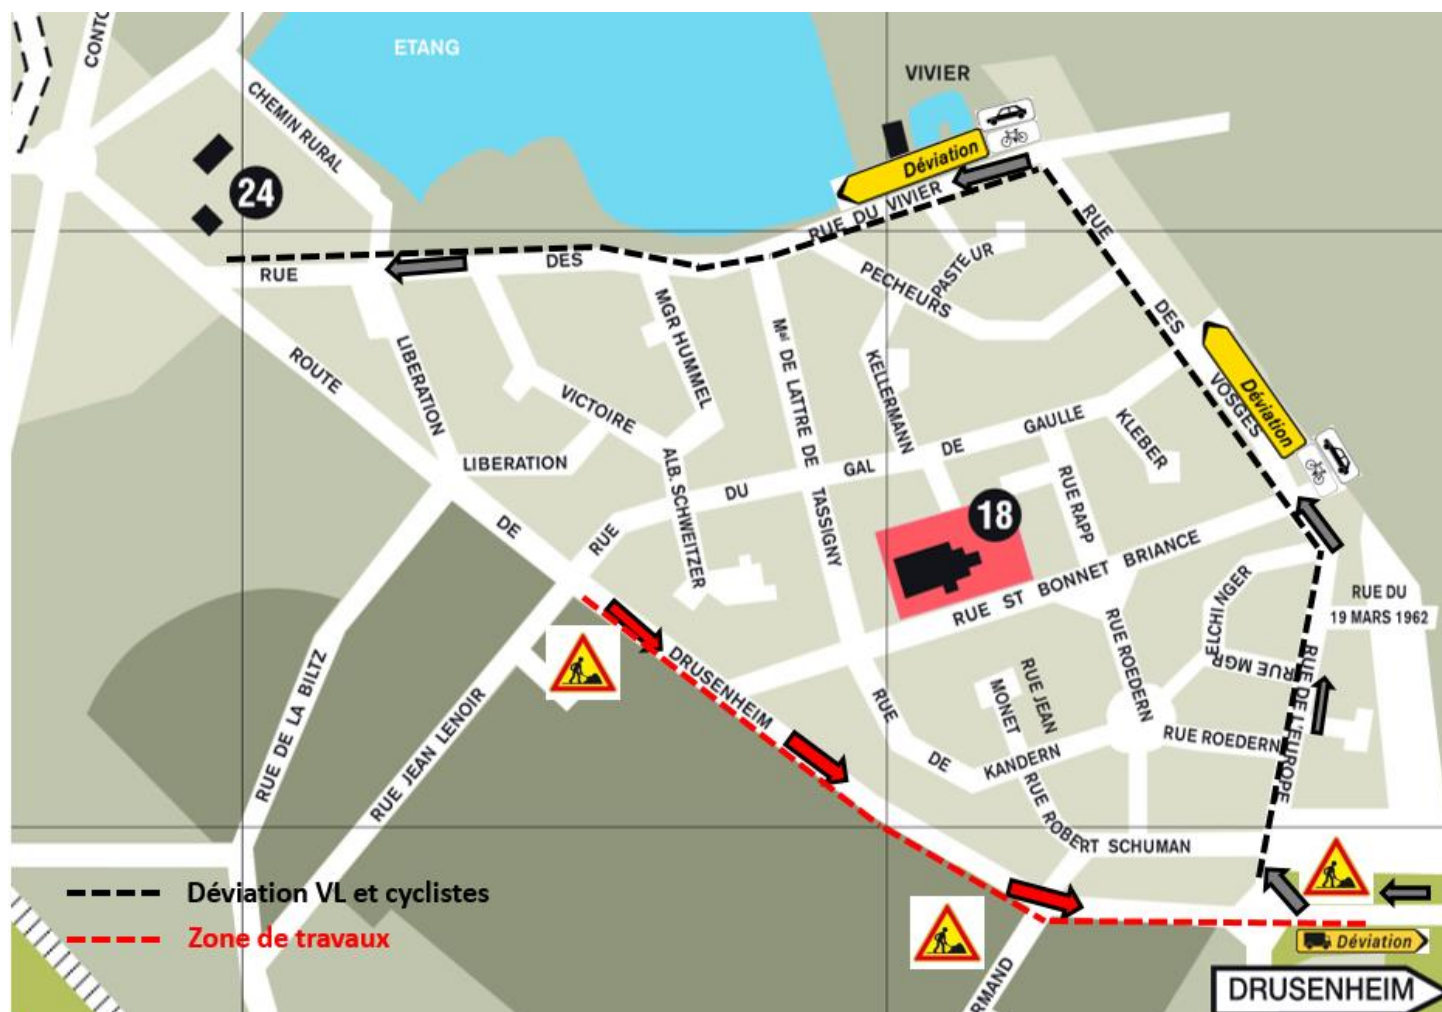 CONTO
ETANG
VIVIER
CHEMIN RURAL
24
Déviation
RUE DU VIVIER
RUE
DES
VOSGES
Déviation
RUE
DES
PECHEURS
PASTEUR
MGR HUMMEL
Mal DE LATTRE DE TASSIGNY
KELLERMANN
LIBERATION
VICTOIRE
LIBERATION
ROUTE
DE
DRUSENHEIM
RUE
DU
GAL
DE
GAULLE
KLEBER
ALB. SCHWEITZER
RUE RAPP
18
RUE ST BONNET BRIANCE
ELCHINGER
RUE MGR
RUE DU
19 MARS 1962
RUE ROEDERN
RUE DE L'EUROPE
RUE JEAN
MONET
RUE
DE
KANDERN
RUE ROEDERN
RUE DE LA BILTZ
RUE JEAN LENOIR
RUE ROBERT SCHUMAN
Déviation VL et cyclistes
Zone de travaux
Déviation
RMAND
DRUSENHEIM